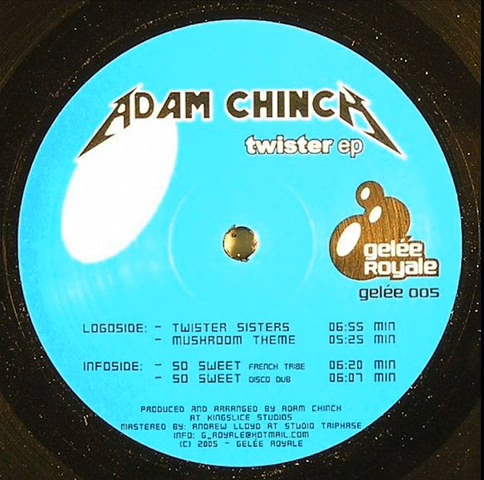 ADAM CHINCH
twister ep
gelée
Royale
gelée 005
LOGOSIDE: - TWISTER SISTERS 06:55 MIN
- MUSHROOM THEME 05:25 MIN
INFOSIDE: - SO SWEET FRENCH TRIBE 06:20 MIN
- SO SWEET DISCO DUB 06:07 MIN
PRODUCED AND ARRANGED BY ADAM CHINCH
AT KINGSLICE STUDIOS
MASTERED BY: ANDREW LLOYD AT STUDIO TRIPHASE
INFO: G_ROYALE@HOTMAIL.COM
(C) 2005 - GELÉE ROYALE